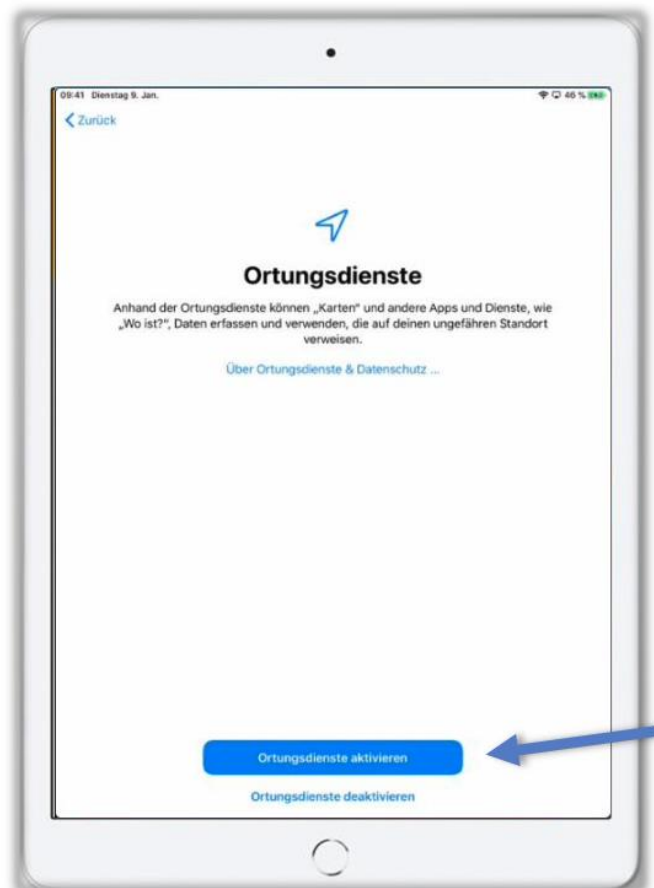 09:41 Dienstag 9. Jan.
46 %
Zurück
Ortungsdienste
Anhand der Ortungsdienste können „Karten“ und andere Apps und Dienste, wie
„Wo ist?“, Daten erfassen und verwenden, die auf deinen ungefähren Standort
verweisen.
Über Ortungsdienste & Datenschutz ...
Ortungsdienste aktivieren
Ortungsdienste deaktivieren